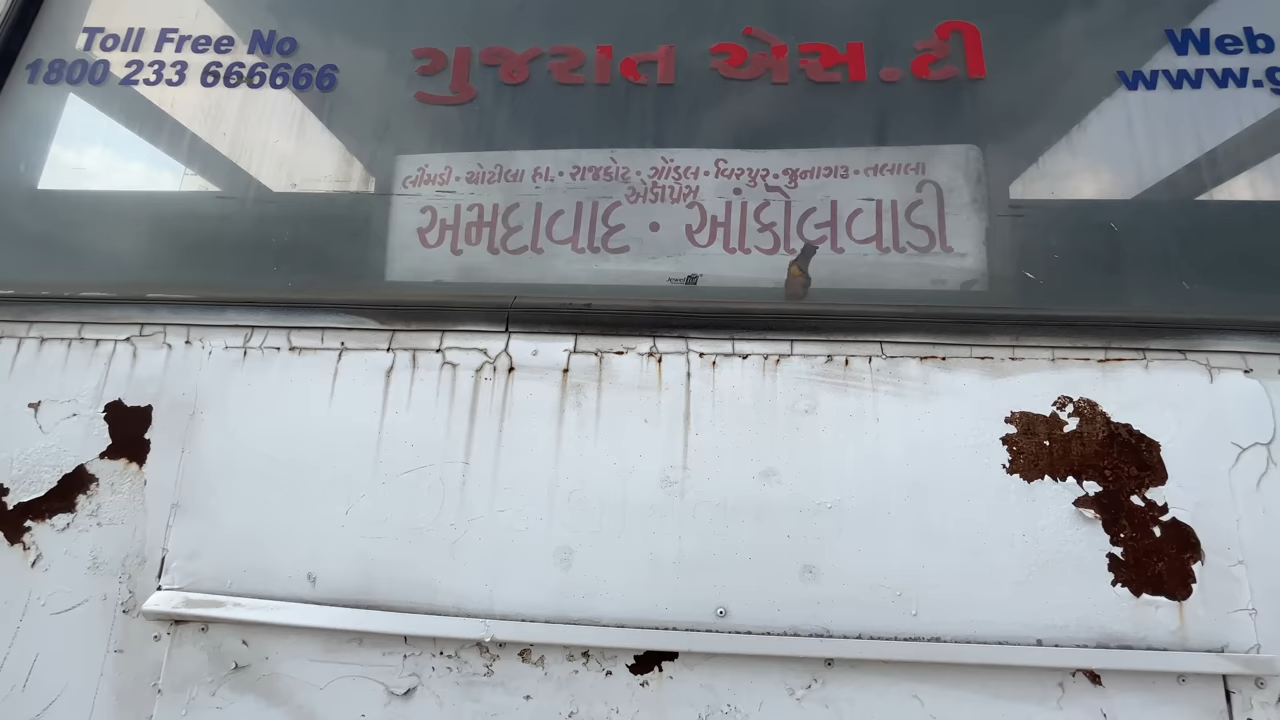 Toll Free No
1800 233 666666
ગુજરાત એસ.ટી
Web
www.g
લીંમડી · ચોટીલા હા. · રાજકોટ · ગોંડલ · વિરપુર · જુનાગઢ · તલાલા
એક્ષપ્રેસ
અમદાવાદ · આંકોલવાડી